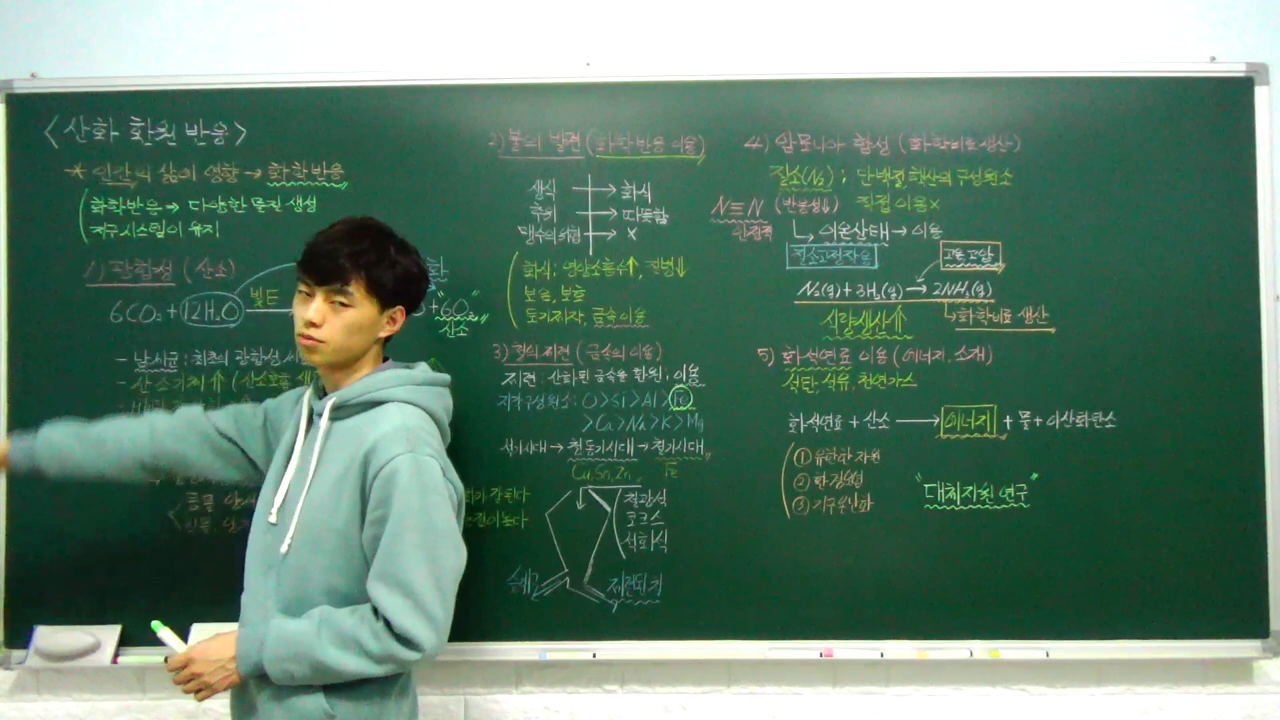 <산화 환원 반응>
* 인간의 삶의 영향 → 화학반응
화학반응 → 다양한 물질 생성
지구시스템이 유지
1) 광합성 (산소)
6CO₂ + 12H₂O 빛E + 6O₂
산소
- 남세균 : 최초의 광합성
- 산소기체 ↑ (산소호흡
2) 불의 발견 (화학반응 이용)
생식 → 화식
추위 → 따뜻함
맹수의 위협 → ×
화식 : 영양소흡수↑, 질병↓
보온, 보호
토기제작, 금속이용
3) 철의 제련 (금속의 이용)
제련 : 산화된 금속을 환원, 이용
지각구성원소 : O > Si > Al > Fe
> Ca > Na > K > Mg
석기시대 → 청동기시대 → 철기시대
Cu, Sn, Zn Fe
철광석
코크스
석회석
제련된 철
4) 암모니아 합성 (화학비료생산)
질소(N₂) : 단백질, 핵산의 구성원소
N≡N (반응성↓) 직접 이용×
안정적
이온상태 → 이용
질소고정작용
고온, 고압
N₂(g) + 3H₂(g) → 2NH₃(g)
식량생산↑
화학비료 생산
5) 화석연료 이용 (에너지
석탄, 석유, 천연가스
화석연료 + 산소 → 에너지 + 물 + 이산화탄소
① 유한한 자원
② 환경오염
③ 지구온난화
"대체자원 연구"